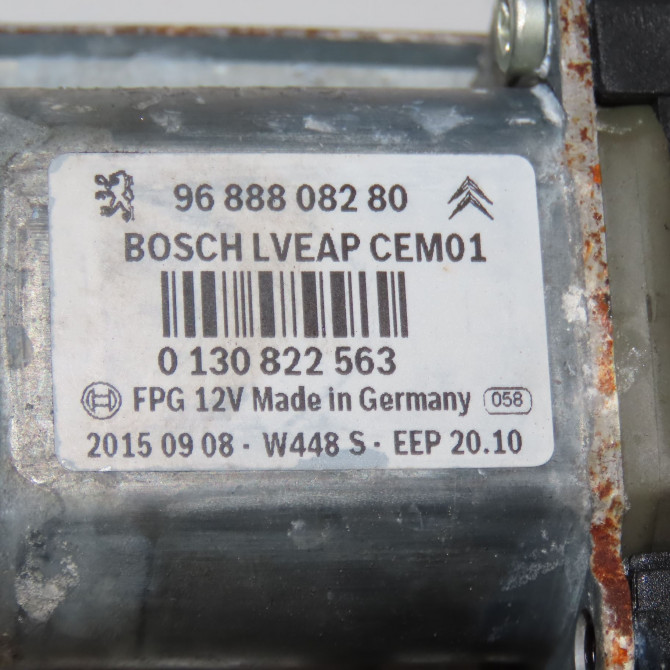 96 888 082 80
BOSCH LVEAP CEM01
0 130 822 563
FPG 12V Made in Germany 058
2015 09 08 · W448 S · EEP 20.10